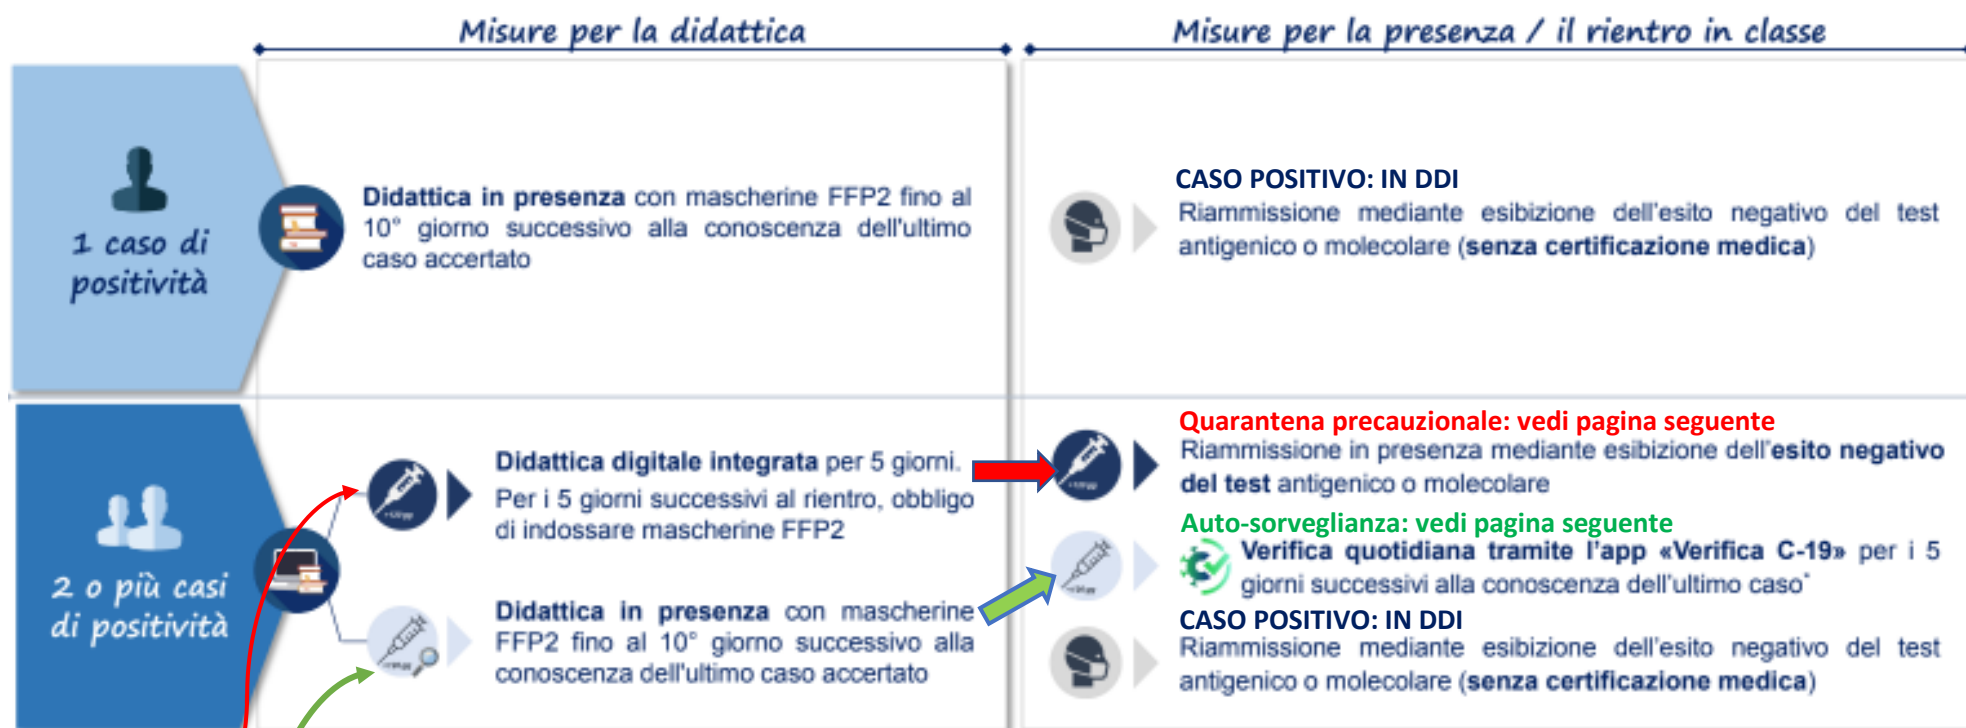 Misure per la didattica
Misure per la presenza / il rientro in classe
1 caso di
positività
Didattica in presenza con mascherine FFP2 fino al
10° giorno successivo alla conoscenza dell'ultimo
caso accertato
CASO POSITIVO: IN DDI
Riammissione mediante esibizione dell'esito negativo del test
antigenico o molecolare (senza certificazione medica)
2 o più casi
di positività
Didattica digitale integrata per 5 giorni.
Per i 5 giorni successivi al rientro, obbligo
di indossare mascherine FFP2
Didattica in presenza con mascherine
FFP2 fino al 10° giorno successivo alla
conoscenza dell'ultimo caso accertato
Quarantena precauzionale: vedi pagina seguente
Riammissione in presenza mediante esibizione dell'esito negativo
del test antigenico o molecolare
Auto-sorveglianza: vedi pagina seguente
Verifica quotidiana tramite l'app «Verifica C-19» per i 5
giorni successivi alla conoscenza dell'ultimo caso*
CASO POSITIVO: IN DDI
Riammissione mediante esibizione dell'esito negativo del test
antigenico o molecolare (senza certificazione medica)